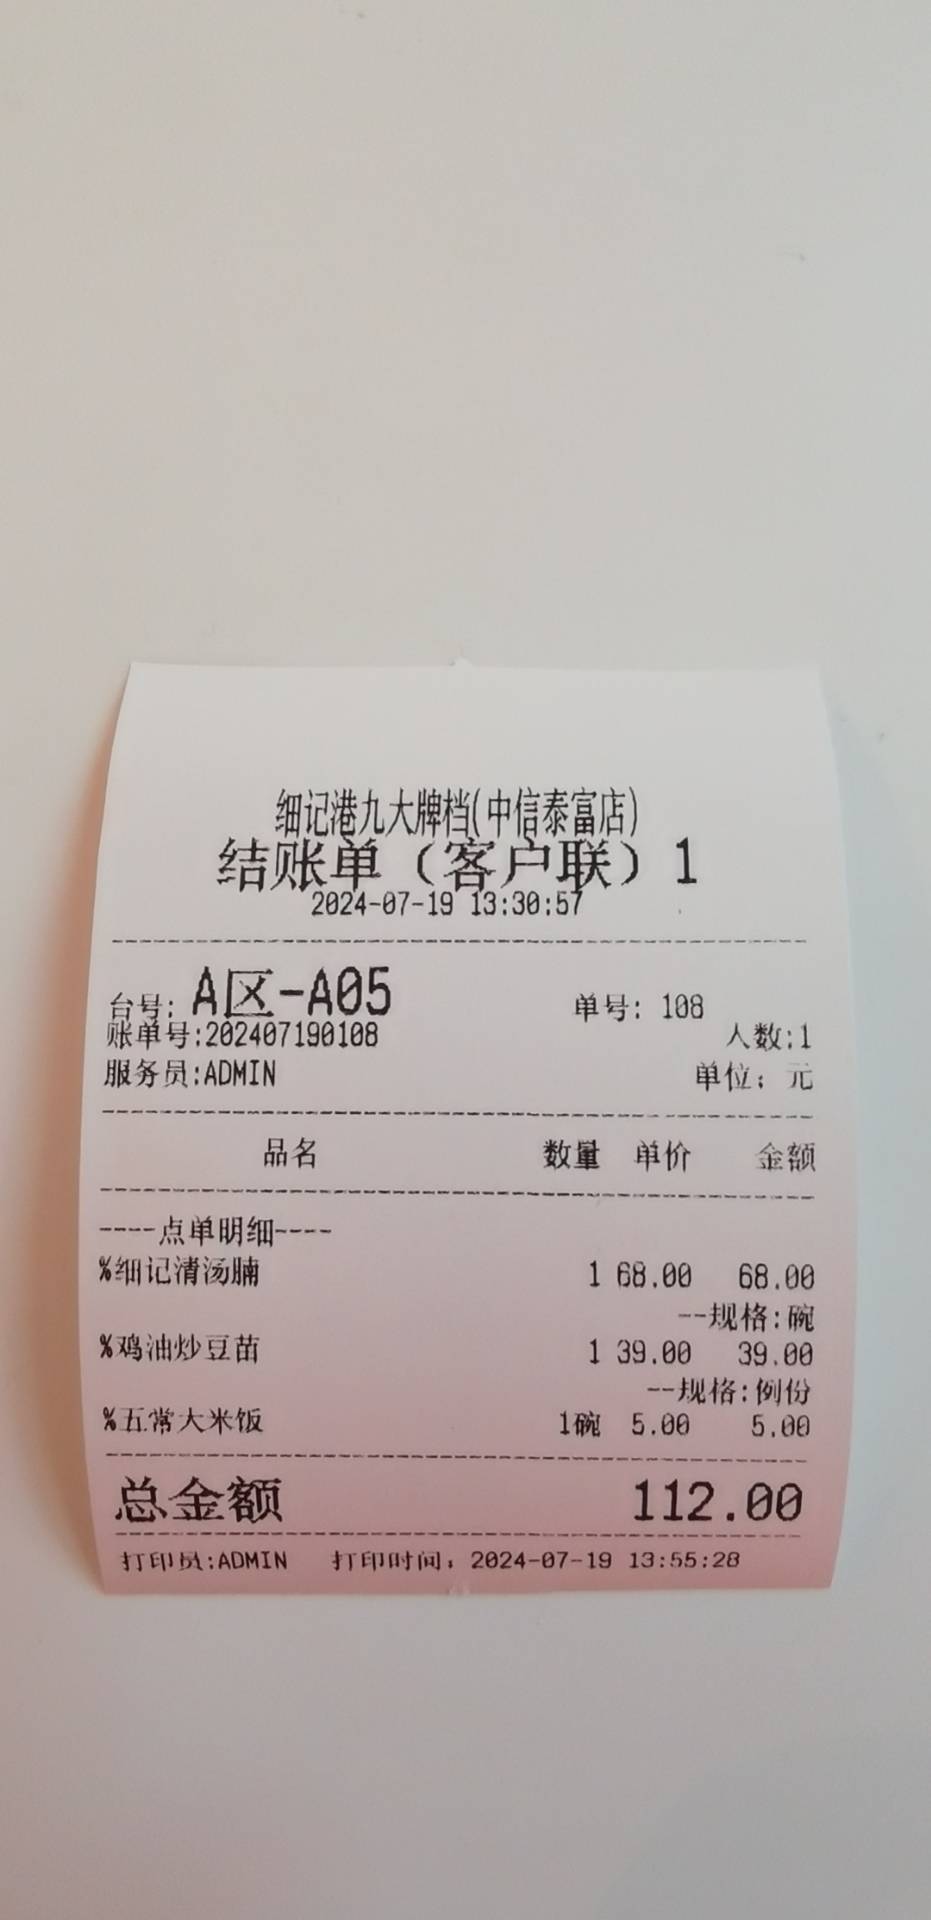 细记港九大牌档(中信泰富店)
结账单（客户联）1
2024-07-19 13:30:57
台号: A区-A05 单号: 108
账单号:202407190108 人数:1
服务员:ADMIN 单位: 元
品名 数量 单价 金额
----点单明细----
%细记清汤腩 1 68.00 68.00
--规格:碗
%鸡油炒豆苗 1 39.00 39.00
--规格:例份
%五常大米饭 1碗 5.00 5.00
总金额 112.00
打印员:ADMIN 打印时间: 2024-07-19 13:55:28